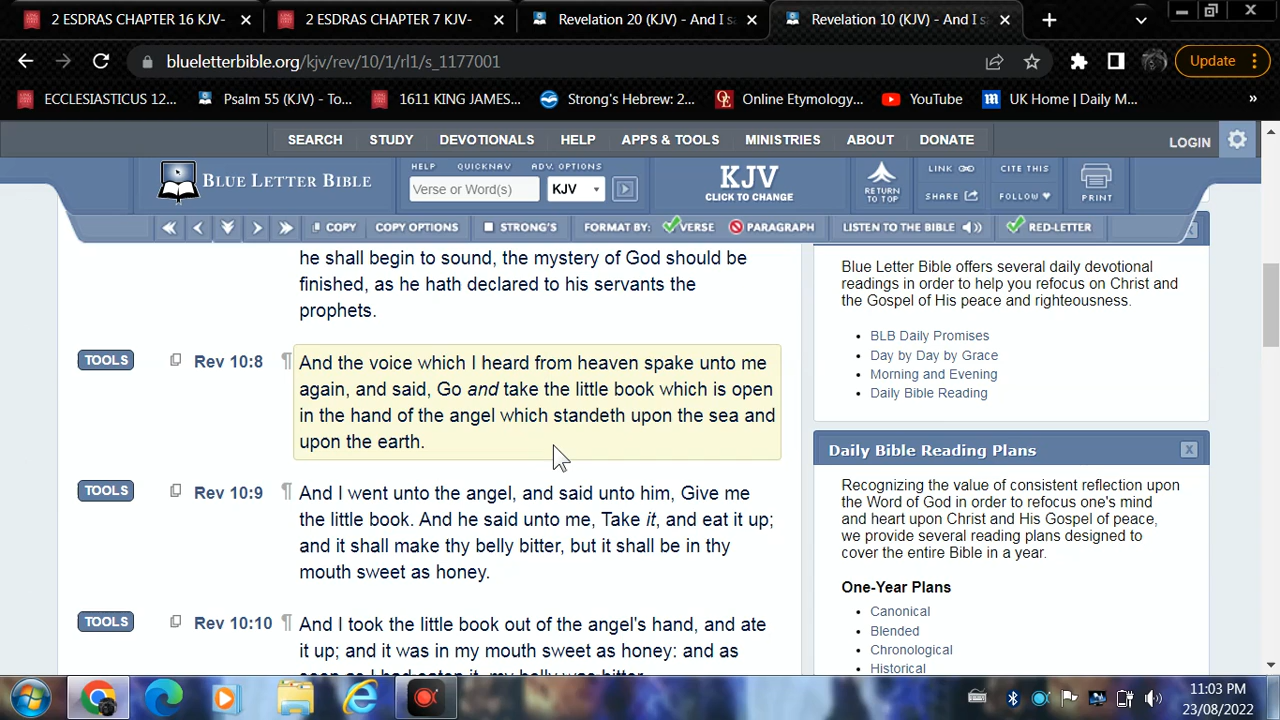 2 ESDRAS CHAPTER 16 KJV-
2 ESDRAS CHAPTER 7 KJV-
Revelation 20 (KJV) - And I sa
Revelation 10 (KJV) - And I s
blueletterbible.org/kjv/rev/10/1/rl1/s_1177001
Update
ECCLESIASTICUS 12...
Psalm 55 (KJV) - To...
1611 KING JAMES...
Strong's Hebrew: 2...
Online Etymology...
YouTube
UK Home | Daily M...
SEARCH STUDY DEVOTIONALS HELP APPS & TOOLS MINISTRIES ABOUT DONATE LOGIN
BLUE LETTER BIBLE
HELP QUICKNAV ADV. OPTIONS
Verse or Word(s)
KJV
KJV
CLICK TO CHANGE
RETURN
TO TOP
LINK
SHARE
CITE THIS
FOLLOW
PRINT
COPY COPY OPTIONS STRONG'S FORMAT BY: VERSE PARAGRAPH LISTEN TO THE BIBLE RED-LETTER
he shall begin to sound, the mystery of God should be
finished, as he hath declared to his servants the
prophets.
TOOLS Rev 10:8 ¶ And the voice which I heard from heaven spake unto me
again, and said, Go and take the little book which is open
in the hand of the angel which standeth upon the sea and
upon the earth.
TOOLS Rev 10:9 ¶ And I went unto the angel, and said unto him, Give me
the little book. And he said unto me, Take it, and eat it up;
and it shall make thy belly bitter, but it shall be in thy
mouth sweet as honey.
TOOLS Rev 10:10 ¶ And I took the little book out of the angel's hand, and ate
it up; and it was in my mouth sweet as honey: and as
soon as I had eaten it, my belly was bitter.
Blue Letter Bible offers several daily devotional
readings in order to help you refocus on Christ and
the Gospel of His peace and righteousness.
BLB Daily Promises
Day by Day by Grace
Morning and Evening
Daily Bible Reading
Daily Bible Reading Plans
Recognizing the value of consistent reflection upon
the Word of God in order to refocus one's mind
and heart upon Christ and His Gospel of peace,
we provide several reading plans designed to
cover the entire Bible in a year.
One-Year Plans
Canonical
Blended
Chronological
Historical
11:03 PM
23/08/2022